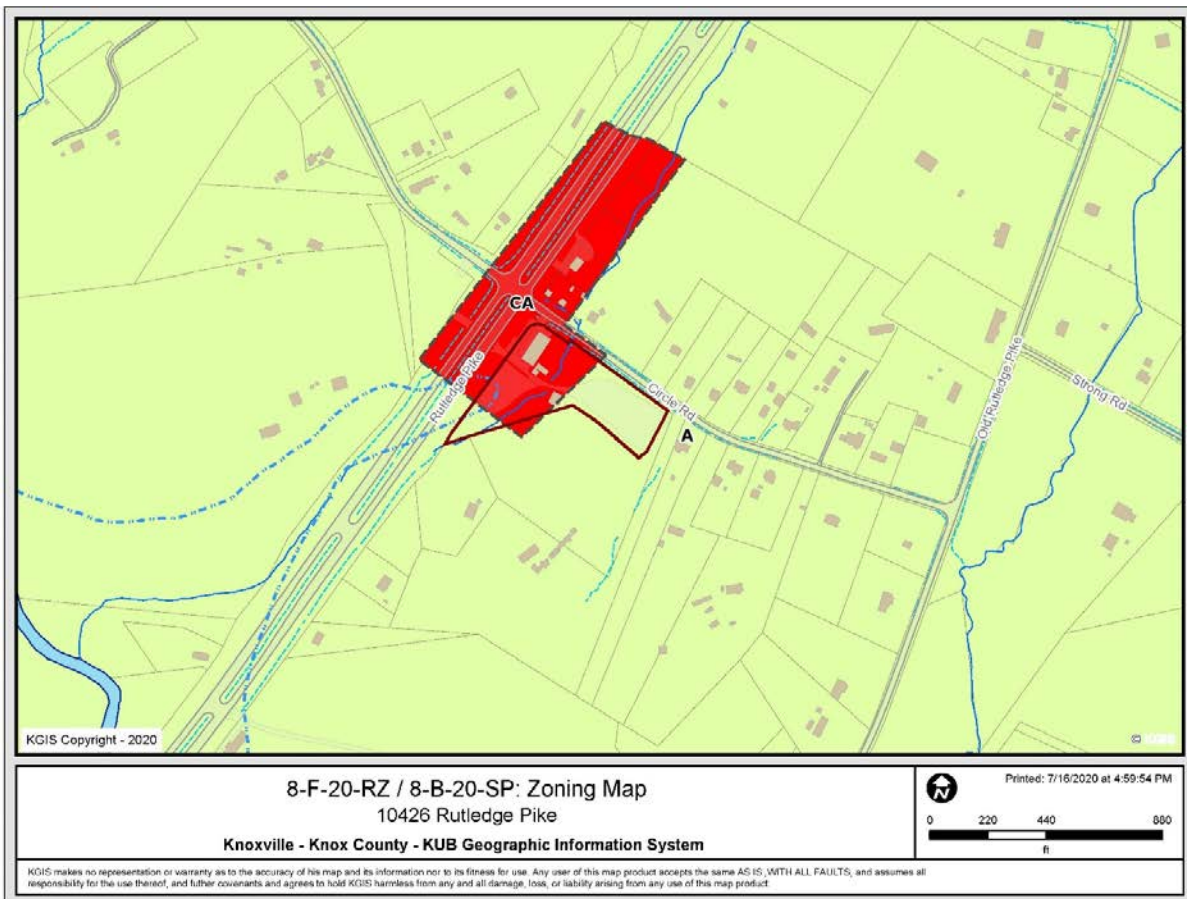 CA
Rutledge Pike
Circle Rd
A
Old Rutledge Pike
Strong Rd
KGIS Copyright - 2020
©
8-F-20-RZ / 8-B-20-SP: Zoning Map
10426 Rutledge Pike
Knoxville - Knox County - KUB Geographic Information System
N
Printed: 7/16/2020 at 4:59:54 PM
0 220 440 880
ft
KGIS makes no representation or warranty as to the accuracy of his map and its information nor to its fitness for use. Any user of this map product accepts the same AS IS ,WITH ALL FAULTS, and assumes all
responsibility for the use thereof, and futher covenants and agrees to hold KGIS harmless from any and all damage, loss, or liability arising from any use of this map product.